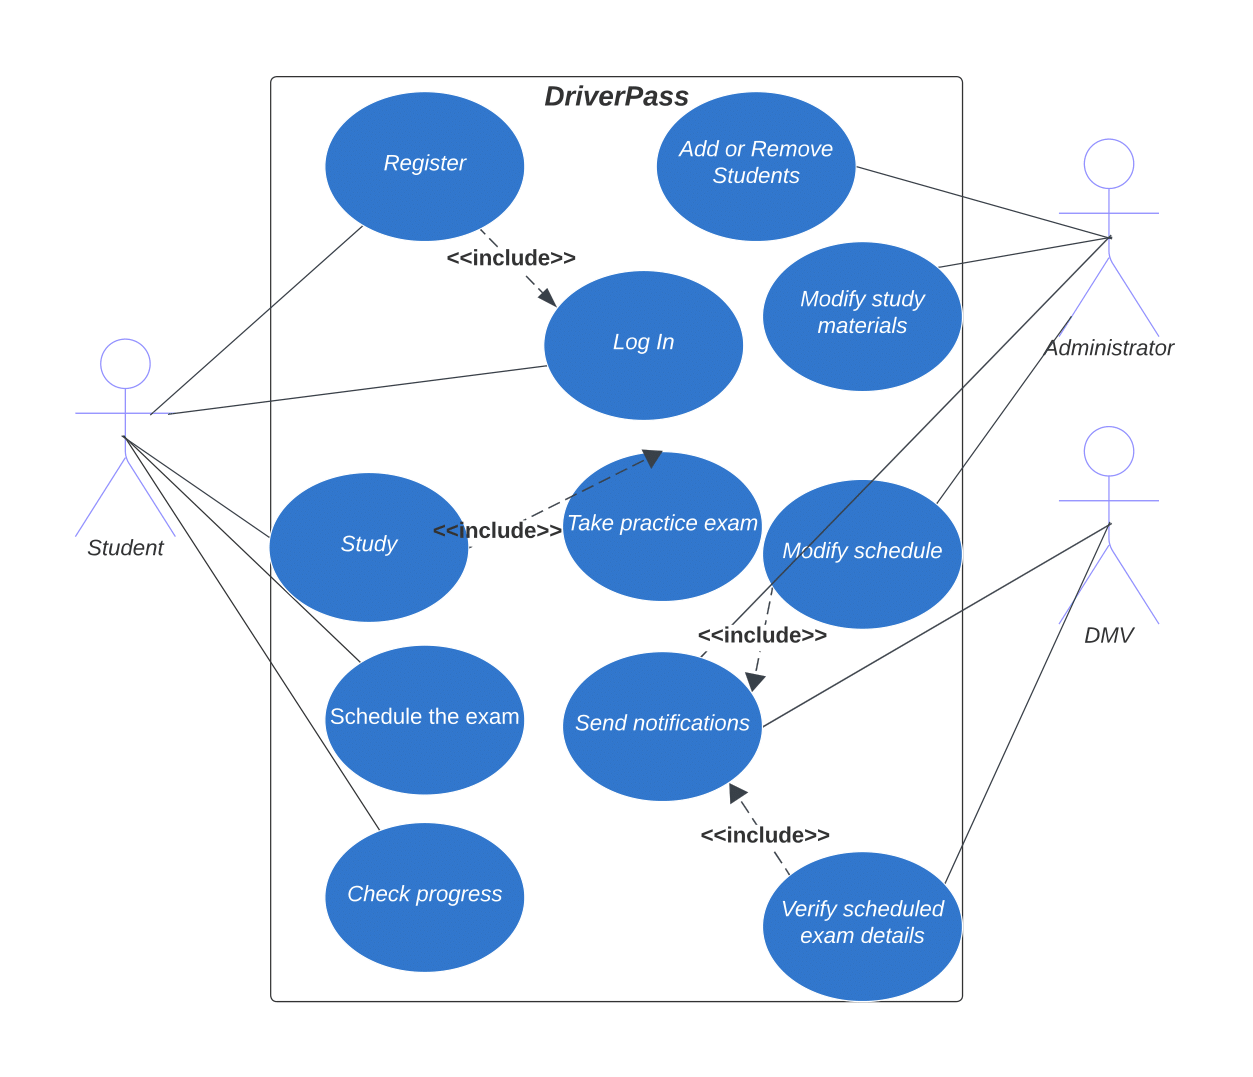 DriverPass
Register
Add or Remove
Students
<<include>>
Log In
Modify study
materials
Administrator
Student
Study
<<include>>
Take practice exam
Modify schedule
<<include>>
DMV
Schedule the exam
Send notifications
<<include>>
Check progress
Verify scheduled
exam details